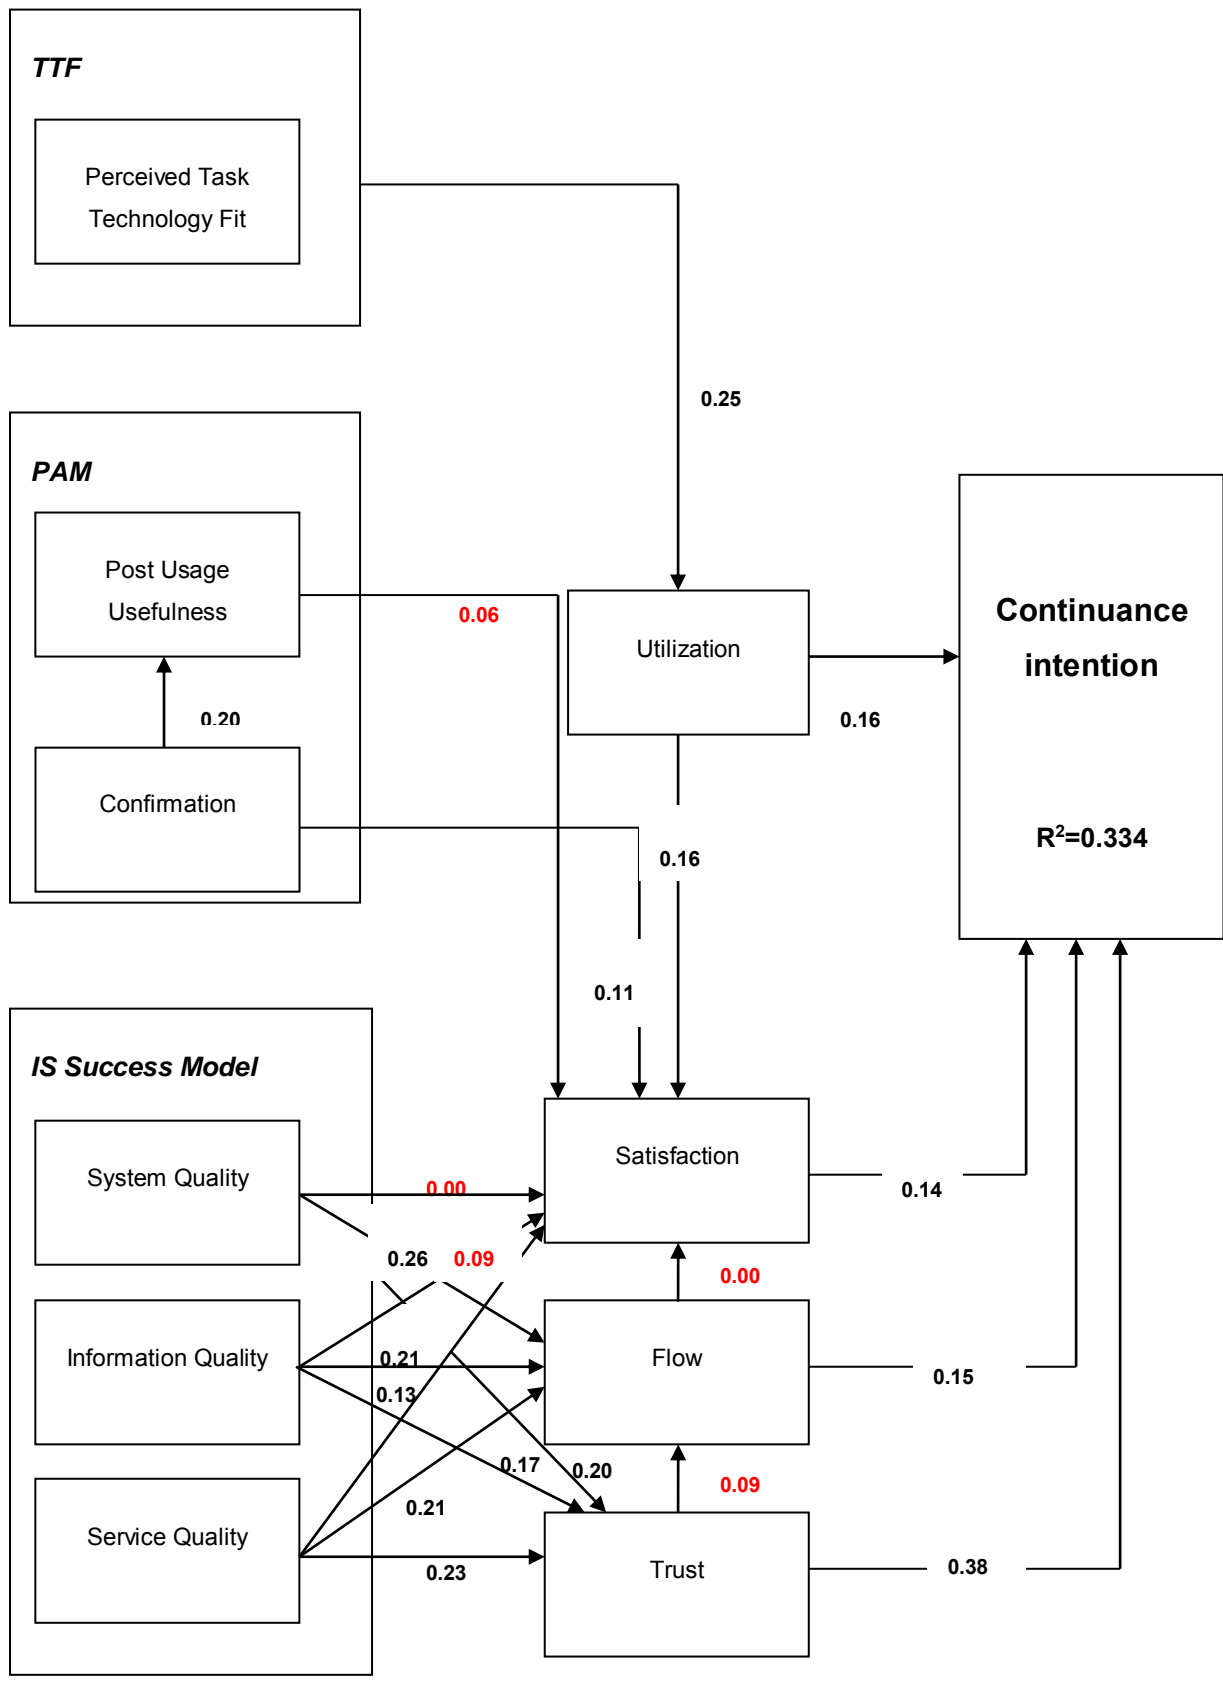 TTF
Perceived Task
Technology Fit
0.25
PAM
Post Usage
Usefulness
0.06
Utilization
Continuance
intention
0.16
0.20
Confirmation
0.16
R²=0.334
0.11
IS Success Model
System Quality
0.00
Satisfaction
0.14
0.26
0.09
0.00
Information Quality
0.21
Flow
0.15
0.13
0.17
0.20
0.09
0.21
Service Quality
0.23
Trust
0.38